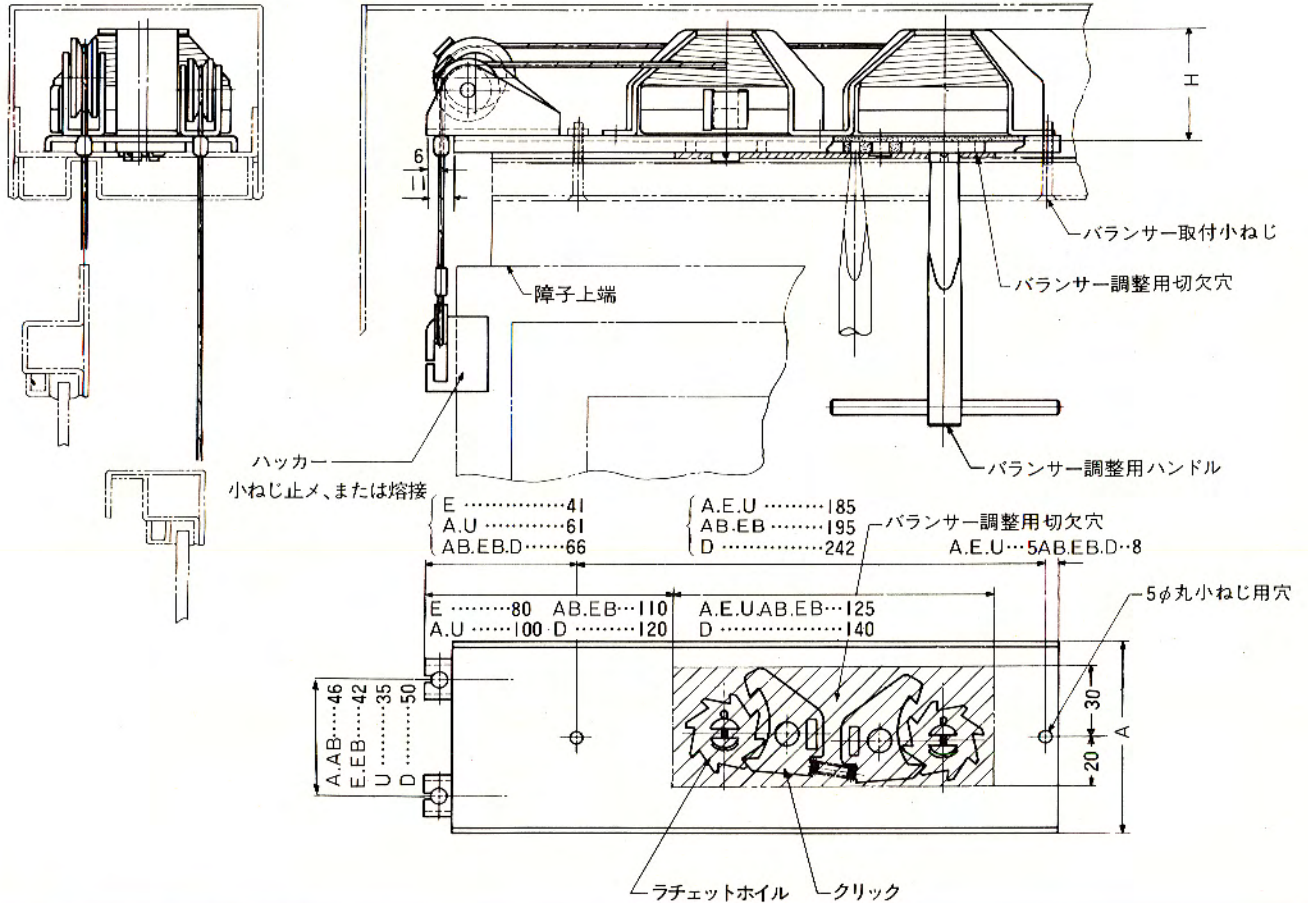 H
6
11
バランサー取付小ねじ
バランサー調整用切欠穴
障子上端
バランサー調整用ハンドル
ハッカー
小ねじ止メ、または熔接
E ·············41
A.U ···········61
AB.EB.D······66
A.E.U ·········185
AB.EB ·········195
D ··············242
バランサー調整用切欠穴
A.E.U···5AB.EB.D··8
E ·········80 AB.EB···110
A.U ······100 D ·········120
A.E.U.AB.EB···125
D ················140
5φ丸小ねじ用穴
A.AB·····46
E.EB·····42
U ········35
D ·········50
30
20
A
ラチェットホイル
クリック